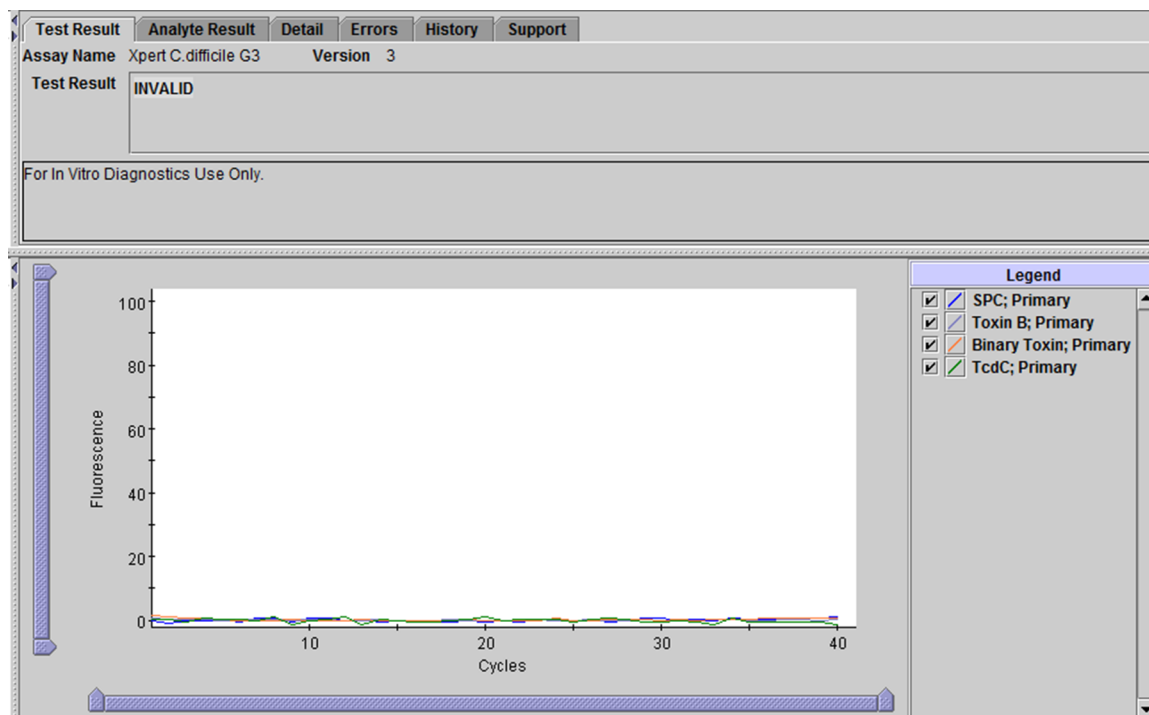 Test Result Analyte Result Detail Errors History Support
Assay Name Xpert C.difficile G3 Version 3
Test Result INVALID
For In Vitro Diagnostics Use Only.
Legend
SPC; Primary
Toxin B; Primary
Binary Toxin; Primary
TcdC; Primary
100
80
60
40
20
0
Fluorescence
10 20 30 40
Cycles